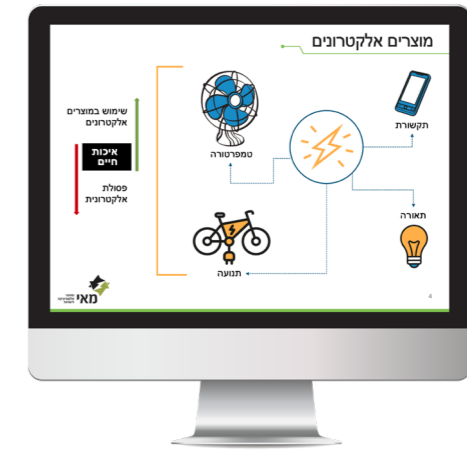 מוצרים אלקטרונים
תקשורת
טמפרטורה
תאורה
תנועה
שימוש במוצרים
אלקטרונים
איכות
חיים
פסולת
אלקטרונית
מאי
4